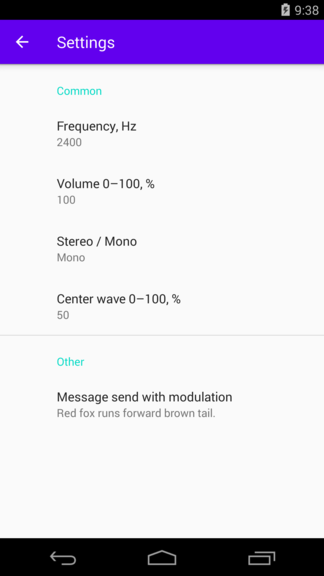 9:38
Settings
Common
Frequency, Hz
2400
Volume 0–100, %
100
Stereo / Mono
Mono
Center wave 0–100, %
50
Other
Message send with modulation
Red fox runs forward brown tail.